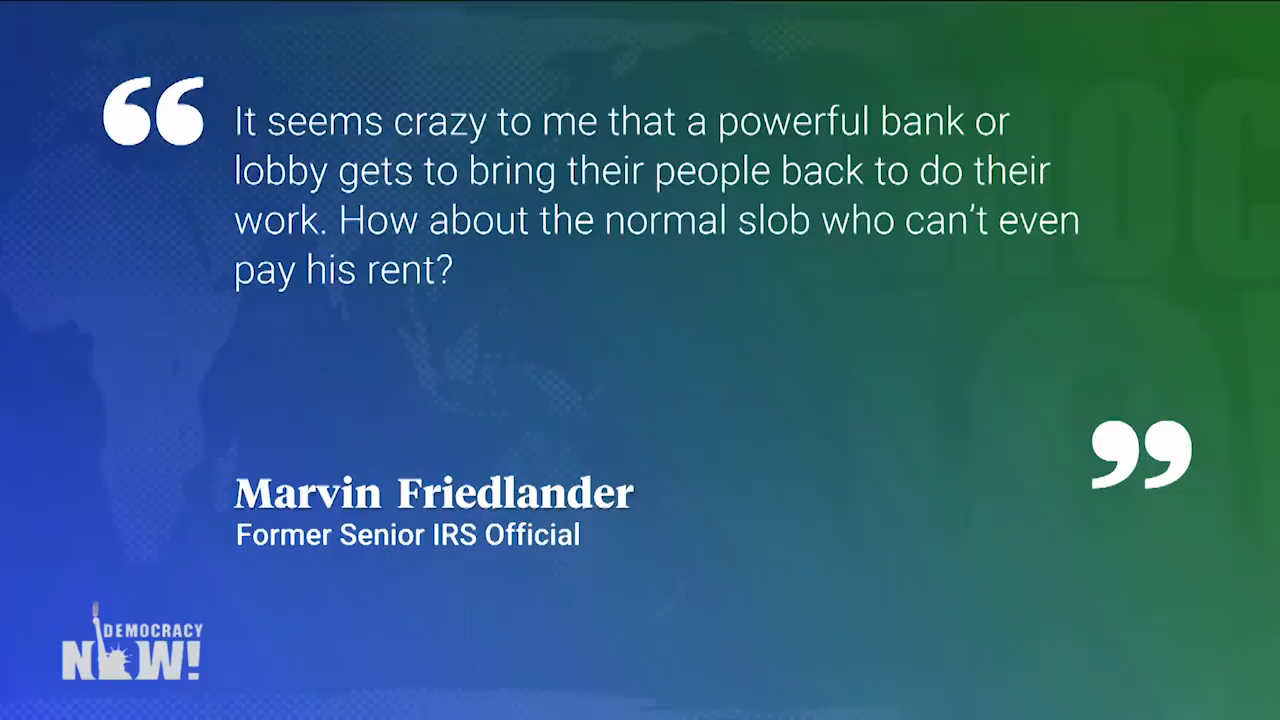 “
It seems crazy to me that a powerful bank or
lobby gets to bring their people back to do their
work. How about the normal slob who can’t even
pay his rent?
”
Marvin Friedlander
Former Senior IRS Official
DEMOCRACY
NOW!